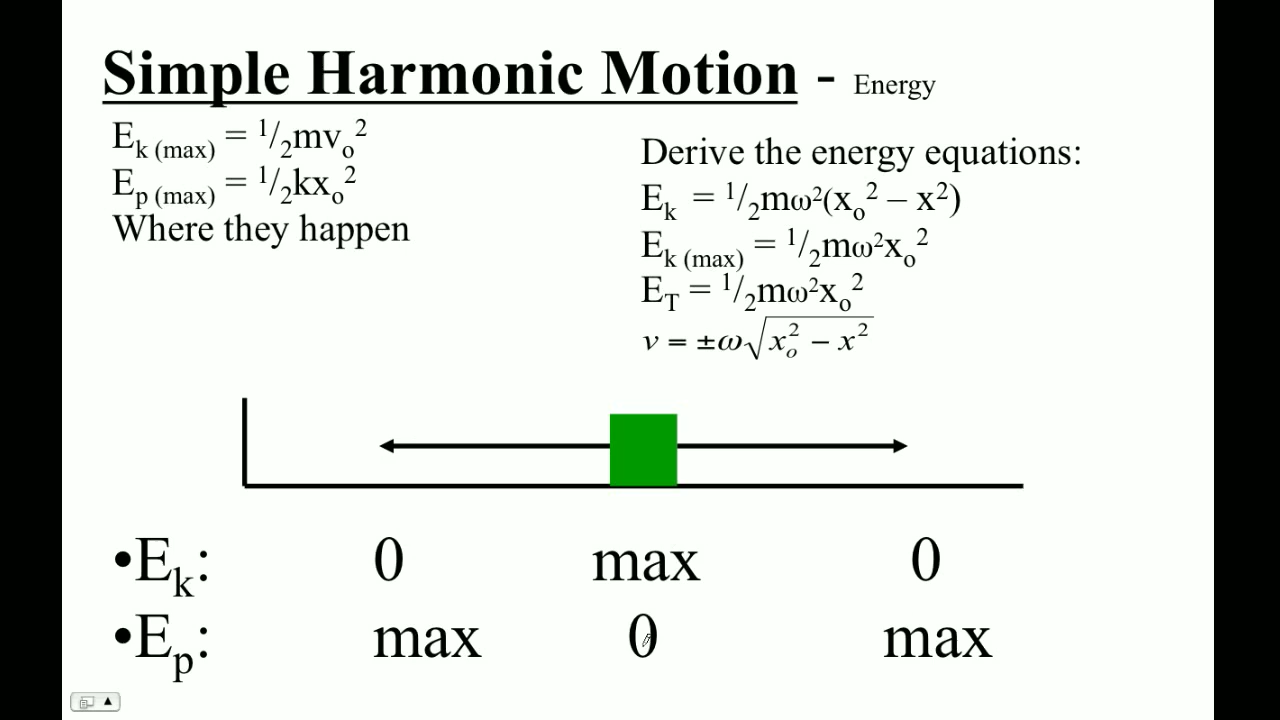 Simple Harmonic Motion - Energy
Eₖ (max) = ¹/₂mvₒ²
Eₚ (max) = ¹/₂kxₒ²
Where they happen
Derive the energy equations:
Eₖ = ¹/₂mω²(xₒ² – x²)
Eₖ (max) = ¹/₂mω²xₒ²
E_T = ¹/₂mω²xₒ²
v = ±ω√(xₒ² – x²)
•Eₖ: 0 max 0
•Eₚ: max 0 max